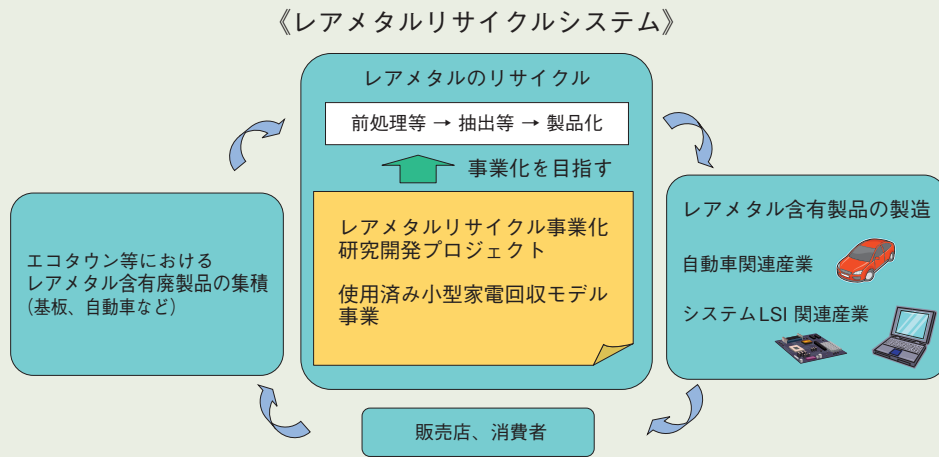 《レアメタルリサイクルシステム》
レアメタルのリサイクル
前処理等 → 抽出等 → 製品化
事業化を目指す
レアメタルリサイクル事業化
研究開発プロジェクト
使用済み小型家電回収モデル
事業
エコタウン等における
レアメタル含有廃製品の集積
(基板、自動車など)
レアメタル含有製品の製造
自動車関連産業
システムLSI 関連産業
販売店、消費者